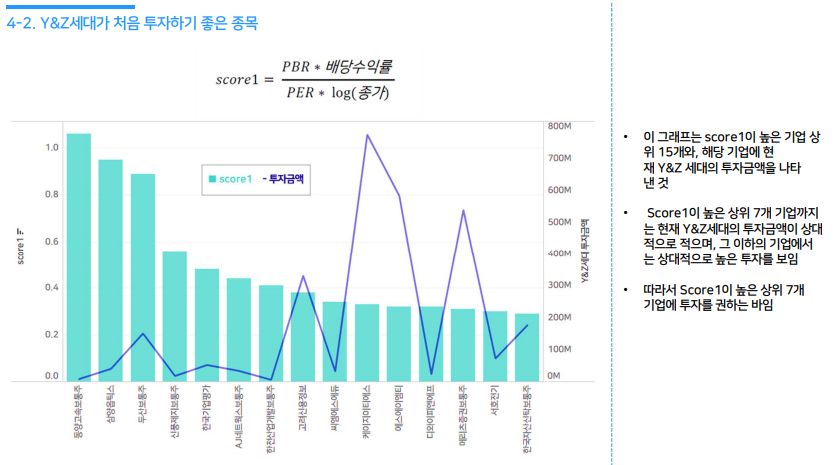 4-2. Y&Z세대가 처음 투자하기 좋은 종목
score1 = PBR * 배당수익률 / PER * log(종가)
score1
- 투자금액
score1
1.0
0.8
0.6
0.4
0.2
0.0
800M
700M
600M
500M
400M
300M
200M
100M
0M
Y&Z세대 투자금액
동양고속보통주
삼양옵틱스
두산보통주
신풍제지보통주
한국기업평가
AJ네트웍스보통주
한전산업개발보통주
고려신용정보
씨엠에스에듀
케이지이티에스
에스에이엠티
디와이피엔에프
메리츠증권보통주
서호전기
한국자산신탁보통주
• 이 그래프는 score1이 높은 기업 상
위 15개와, 해당 기업에 현
재 Y&Z 세대의 투자금액을 나타
낸 것
• Score1이 높은 상위 7개 기업까지
는 현재 Y&Z세대의 투자금액이 상대
적으로 적으며, 그 이하의 기업에서
는 상대적으로 높은 투자를 보임
• 따라서 Score1이 높은 상위 7개
기업에 투자를 권하는 바임